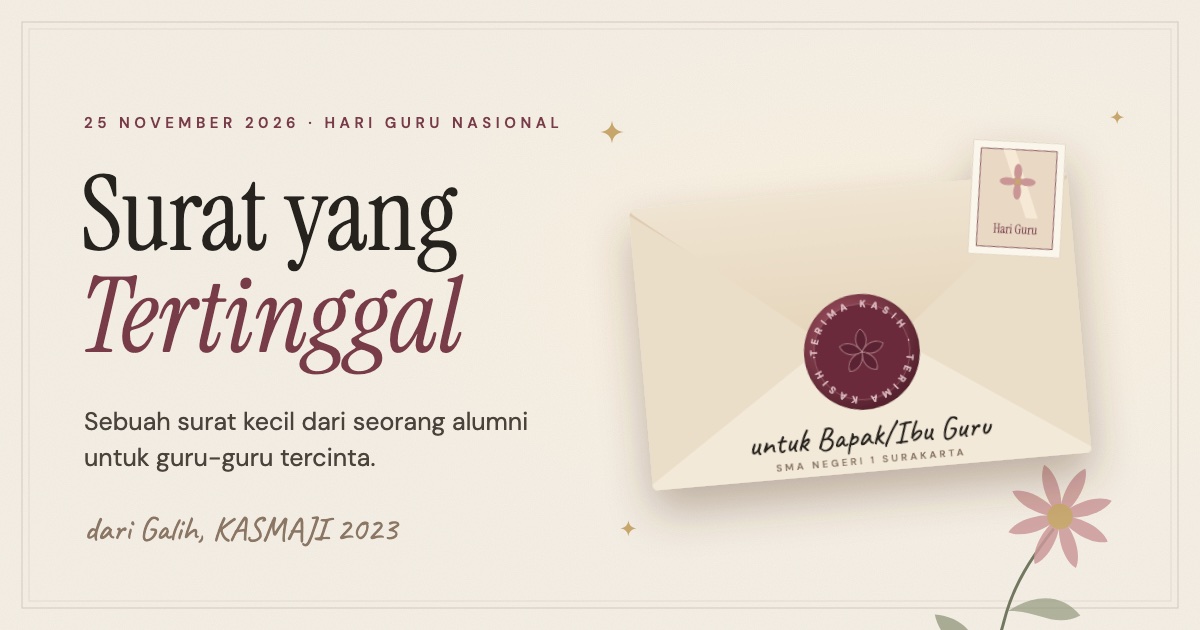 25 NOVEMBER 2026 · HARI GURU NASIONAL
Surat yang
Tertinggal
Sebuah surat kecil dari seorang alumni
untuk guru-guru tercinta.
dari Galih, KASMAJI 2023
Hari Guru
TERIMA KASIH · TERIMA KASIH ·
untuk Bapak/Ibu Guru
SMA NEGERI 1 SURAKARTA